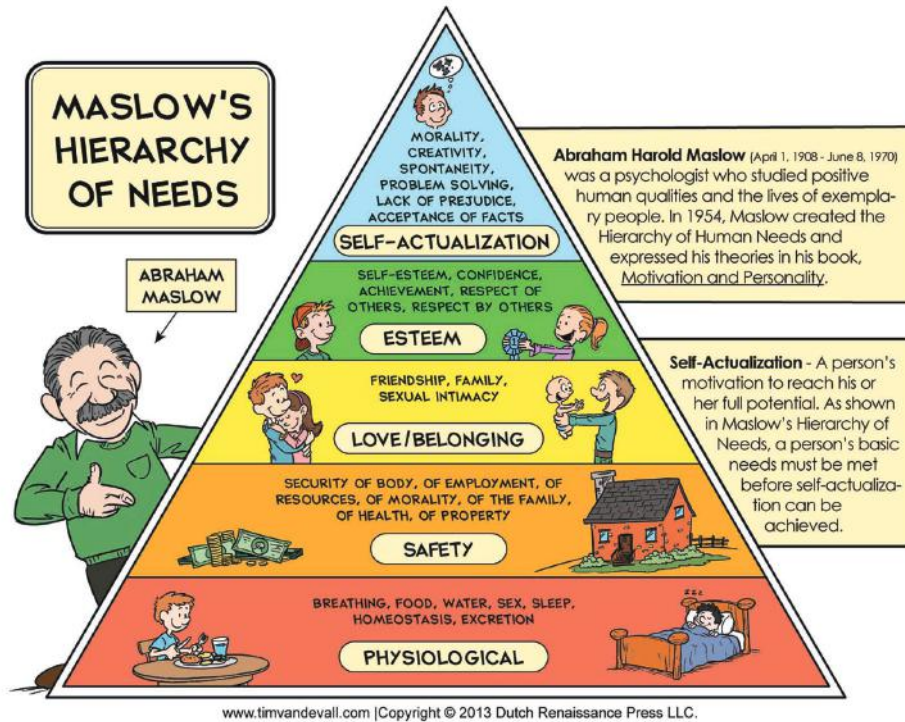 MASLOW'S
HIERARCHY
OF NEEDS
ABRAHAM
MASLOW
MORALITY,
CREATIVITY,
SPONTANEITY,
PROBLEM SOLVING,
LACK OF PREJUDICE,
ACCEPTANCE OF FACTS
SELF-ACTUALIZATION
SELF-ESTEEM, CONFIDENCE,
ACHIEVEMENT, RESPECT OF
OTHERS, RESPECT BY OTHERS
ESTEEM
FRIENDSHIP, FAMILY,
SEXUAL INTIMACY
LOVE/BELONGING
SECURITY OF BODY, OF EMPLOYMENT, OF
RESOURCES, OF MORALITY, OF THE FAMILY,
OF HEALTH, OF PROPERTY
SAFETY
BREATHING, FOOD, WATER, SEX, SLEEP,
HOMEOSTASIS, EXCRETION
PHYSIOLOGICAL
zzz
Abraham Harold Maslow (April 1, 1908 - June 8, 1970)
was a psychologist who studied positive
human qualities and the lives of exempla-
ry people. In 1954, Maslow created the
Hierarchy of Human Needs and
expressed his theories in his book,
Motivation and Personality.
Self-Actualization - A person's
motivation to reach his or
her full potential. As shown
in Maslow's Hierarchy of
Needs, a person's basic
needs must be met
before self-actualiza-
tion can be
achieved.
www.timvandevall.com |Copyright © 2013 Dutch Renaissance Press LLC.